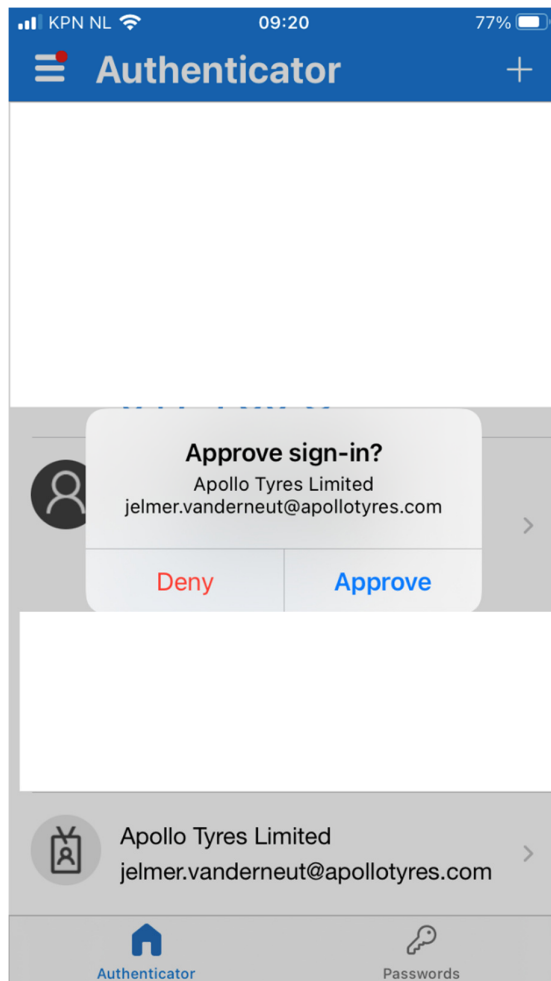 KPN NL 09:20 77%
Authenticator
Approve sign-in?
Apollo Tyres Limited
jelmer.vanderneut@apollotyres.com
Deny Approve
Apollo Tyres Limited
jelmer.vanderneut@apollotyres.com
Authenticator Passwords